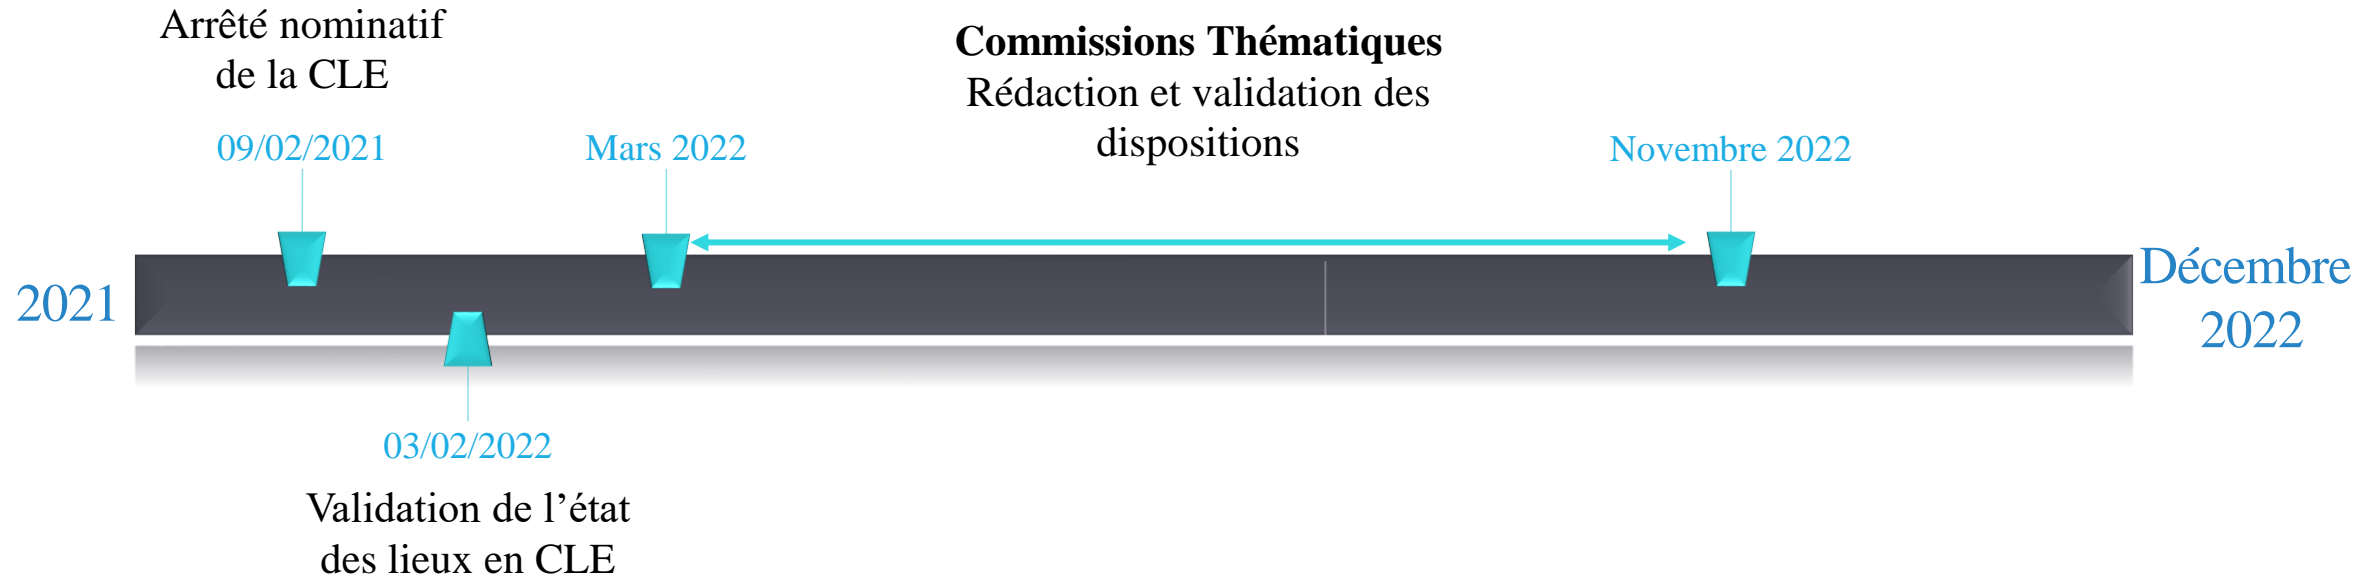 Arrêté nominatif
de la CLE
09/02/2021
Mars 2022
Commissions Thématiques
Rédaction et validation des
dispositions
Novembre 2022
2021
Décembre
2022
03/02/2022
Validation de l’état
des lieux en CLE